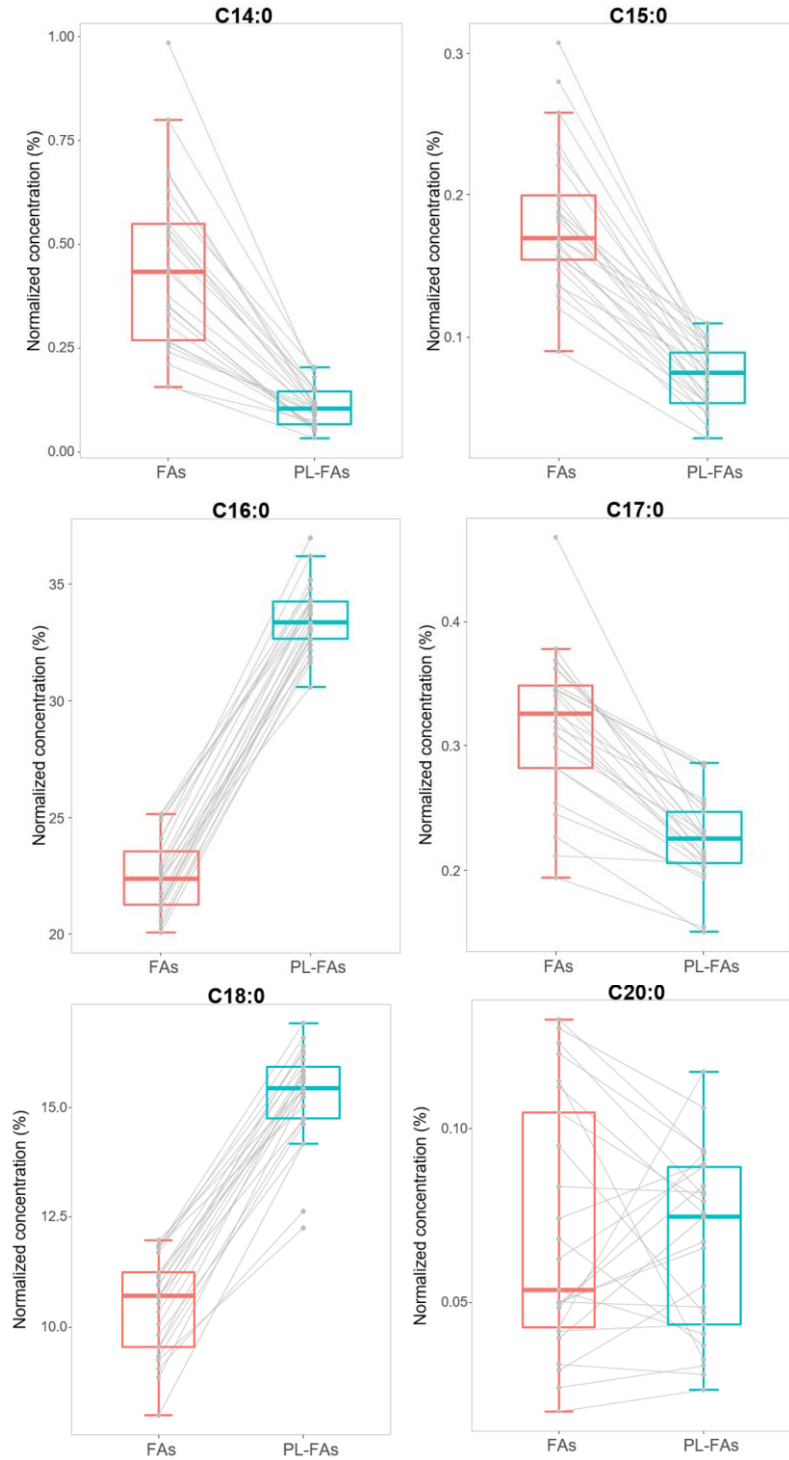 C14:0
C15:0
Normalized concentration (%)
1.00
0.75
0.50
0.25
0.00
FAs
PL-FAs
Normalized concentration (%)
0.3
0.2
0.1
FAs
PL-FAs
C16:0
C17:0
Normalized concentration (%)
35
30
25
20
FAs
PL-FAs
Normalized concentration (%)
0.4
0.3
0.2
FAs
PL-FAs
C18:0
C20:0
Normalized concentration (%)
15.0
12.5
10.0
FAs
PL-FAs
Normalized concentration (%)
0.10
0.05
FAs
PL-FAs